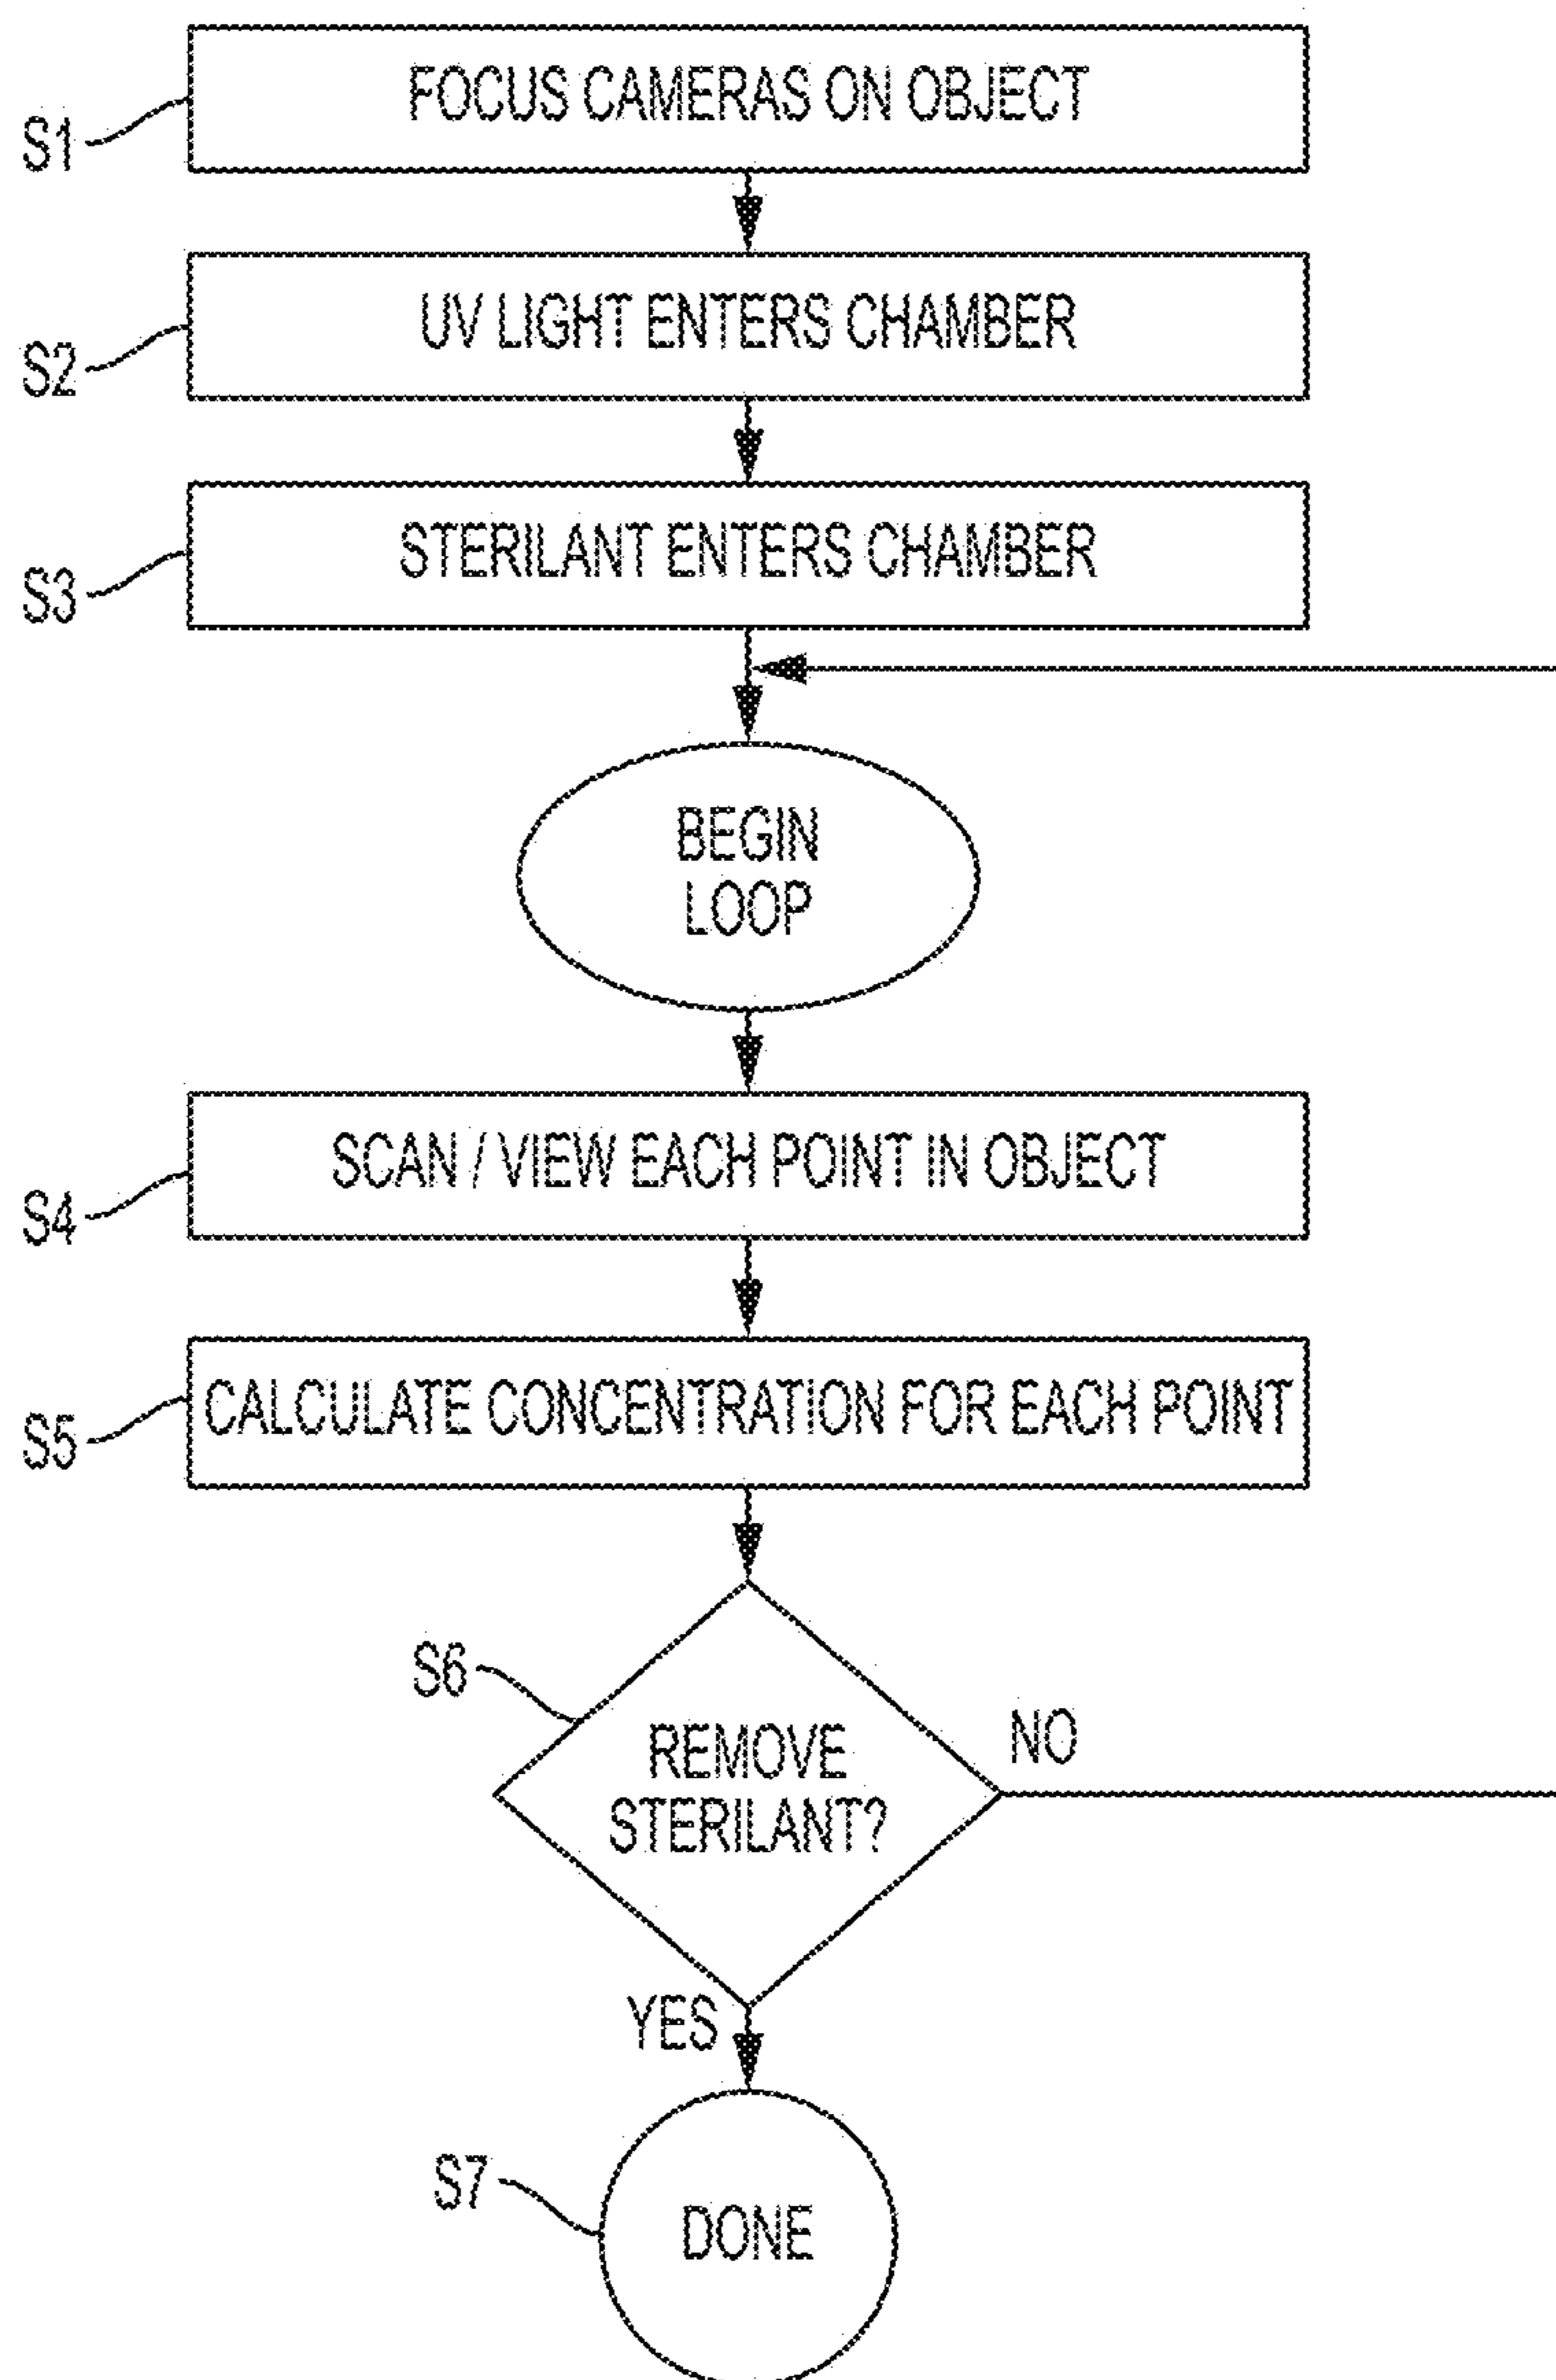 FOCUS CAMERAS ON OBJECT
S1
UV LIGHT ENTERS CHAMBER
S2
STERILANT ENTERS CHAMBER
S3
BEGIN
LOOP
SCAN / VIEW EACH POINT IN OBJECT
S4
CALCULATE CONCENTRATION FOR EACH POINT
S5
S6
REMOVE
STERILANT?
NO
YES
S7
DONE